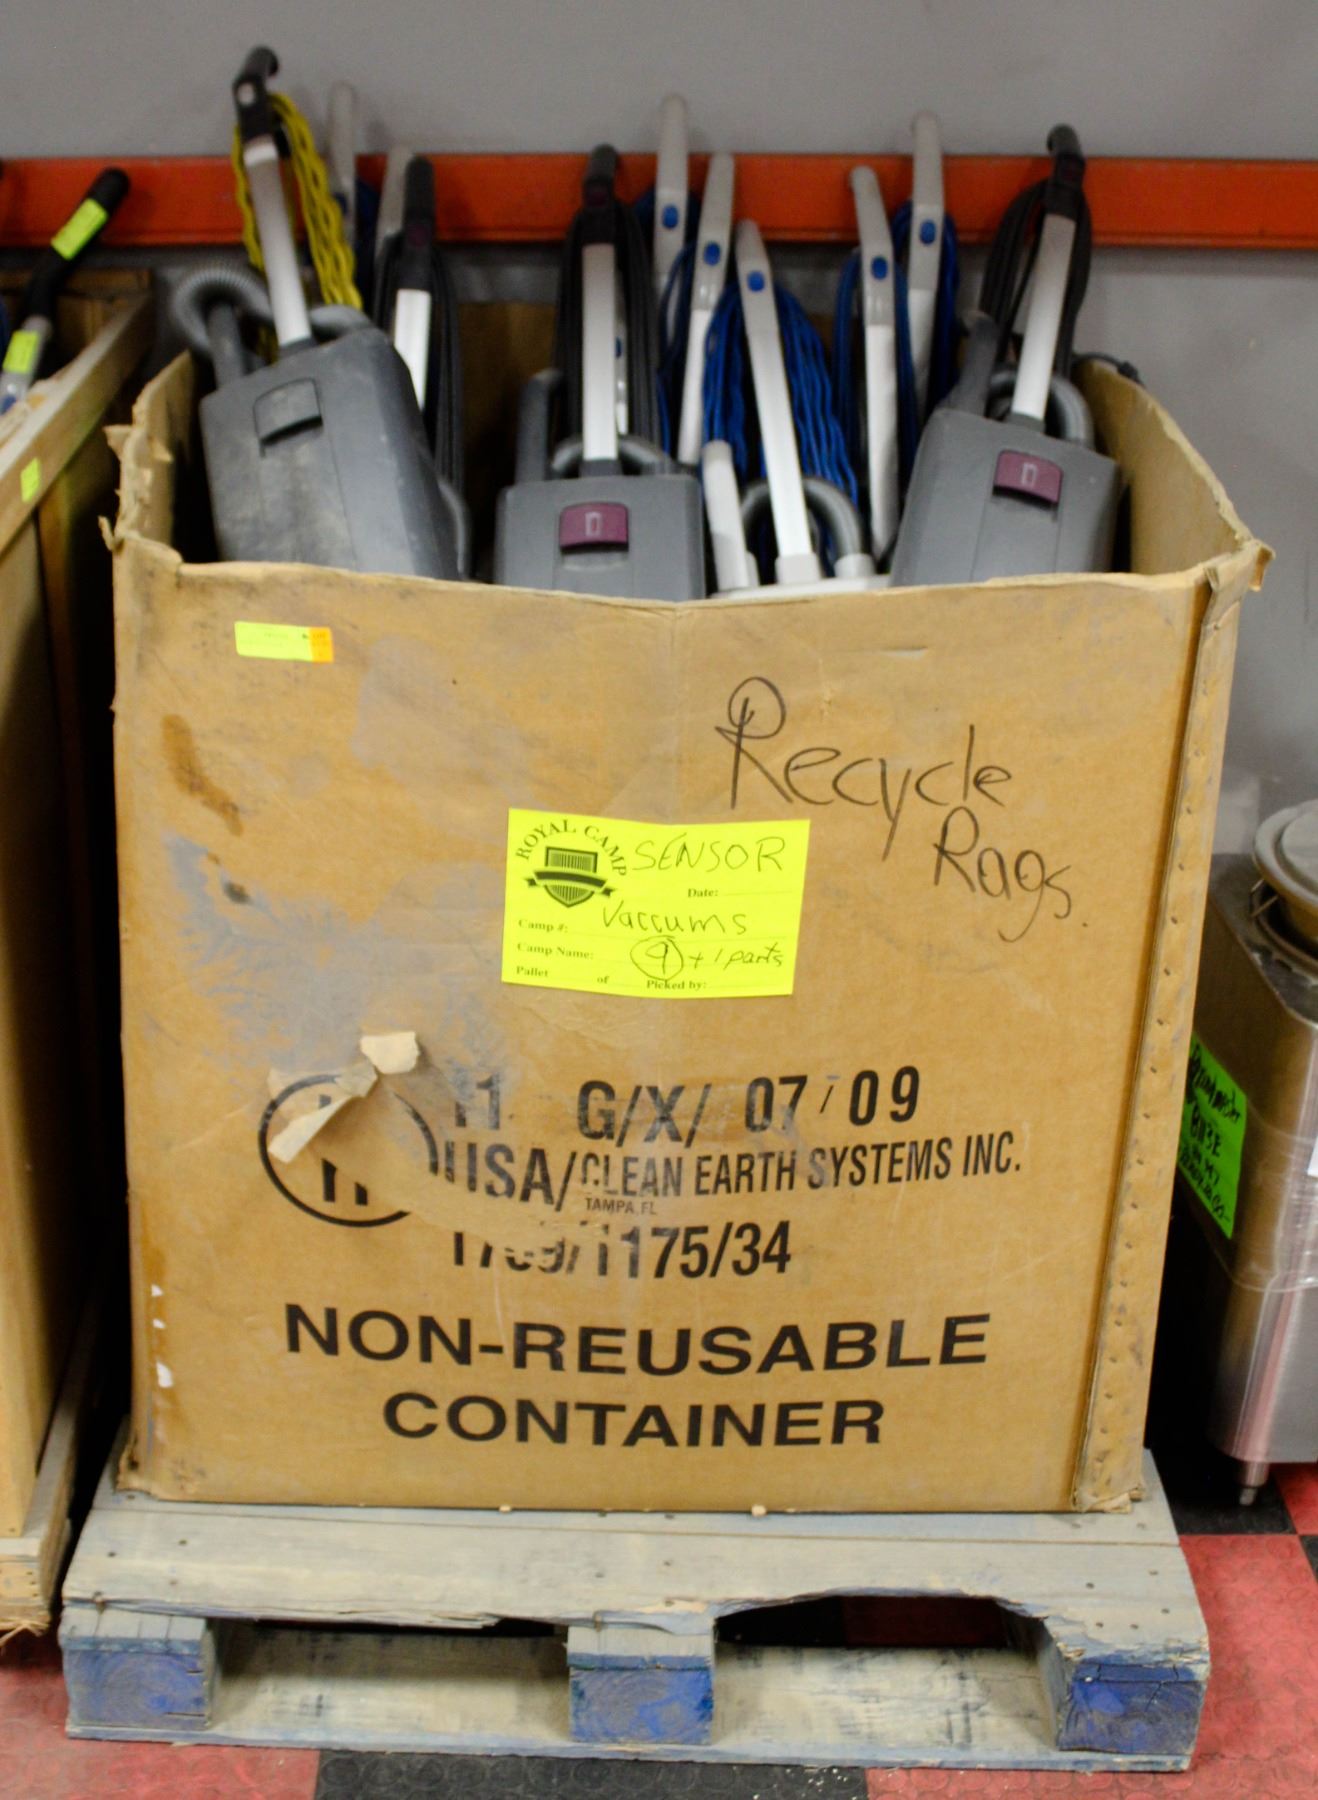 Recycle
Rags.
ROYAL CAMP
SENSOR
Date:
Camp #: Vaccums
Camp Name: 9 + 1 parts
Pallet of Picked by:
11 G/X/ 07/09
USA/CLEAN EARTH SYSTEMS INC.
TAMPA, FL
/1175/34
NON-REUSABLE
CONTAINER